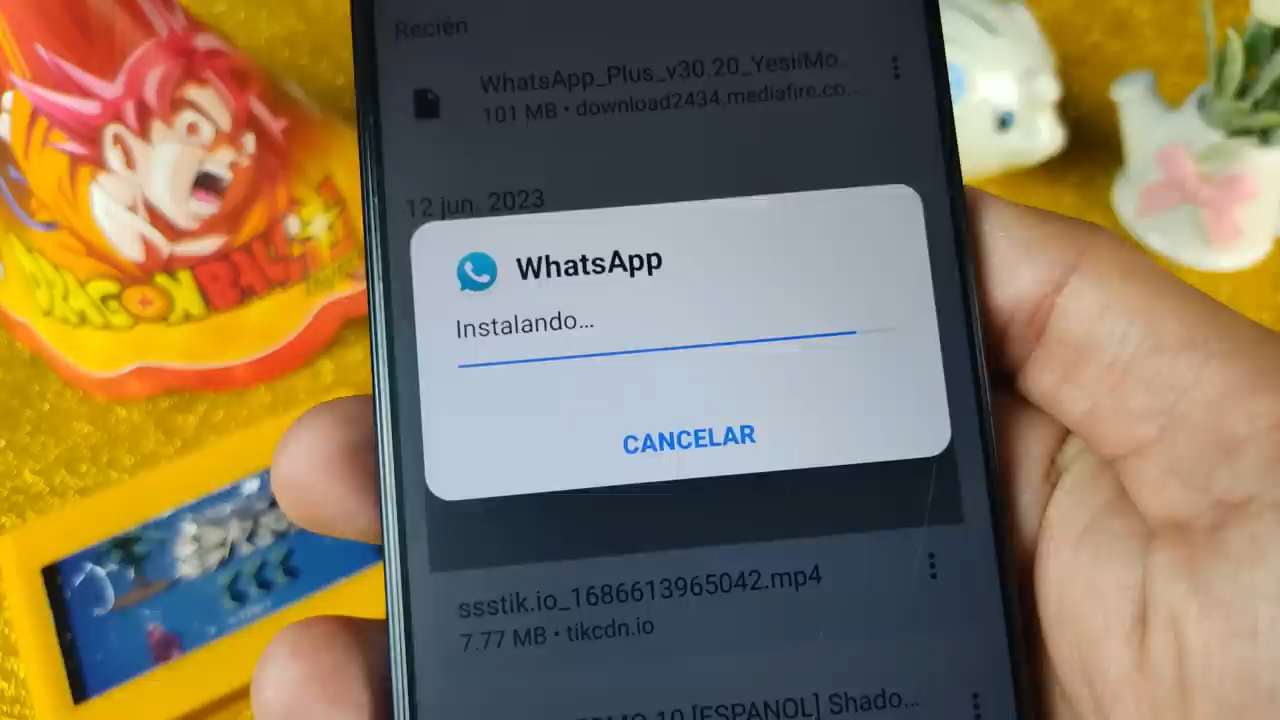 Recién
WhatsApp_Plus_v30.20_YesiiMo
101 MB • download2434.mediafire.co...
12 jun. 2023
WhatsApp
Instalando...
CANCELAR
ssstik.io_1686613965042.mp4
7.77 MB • tikcdn.io
10 [ESPANOL] Shado...
DRAGON BALL